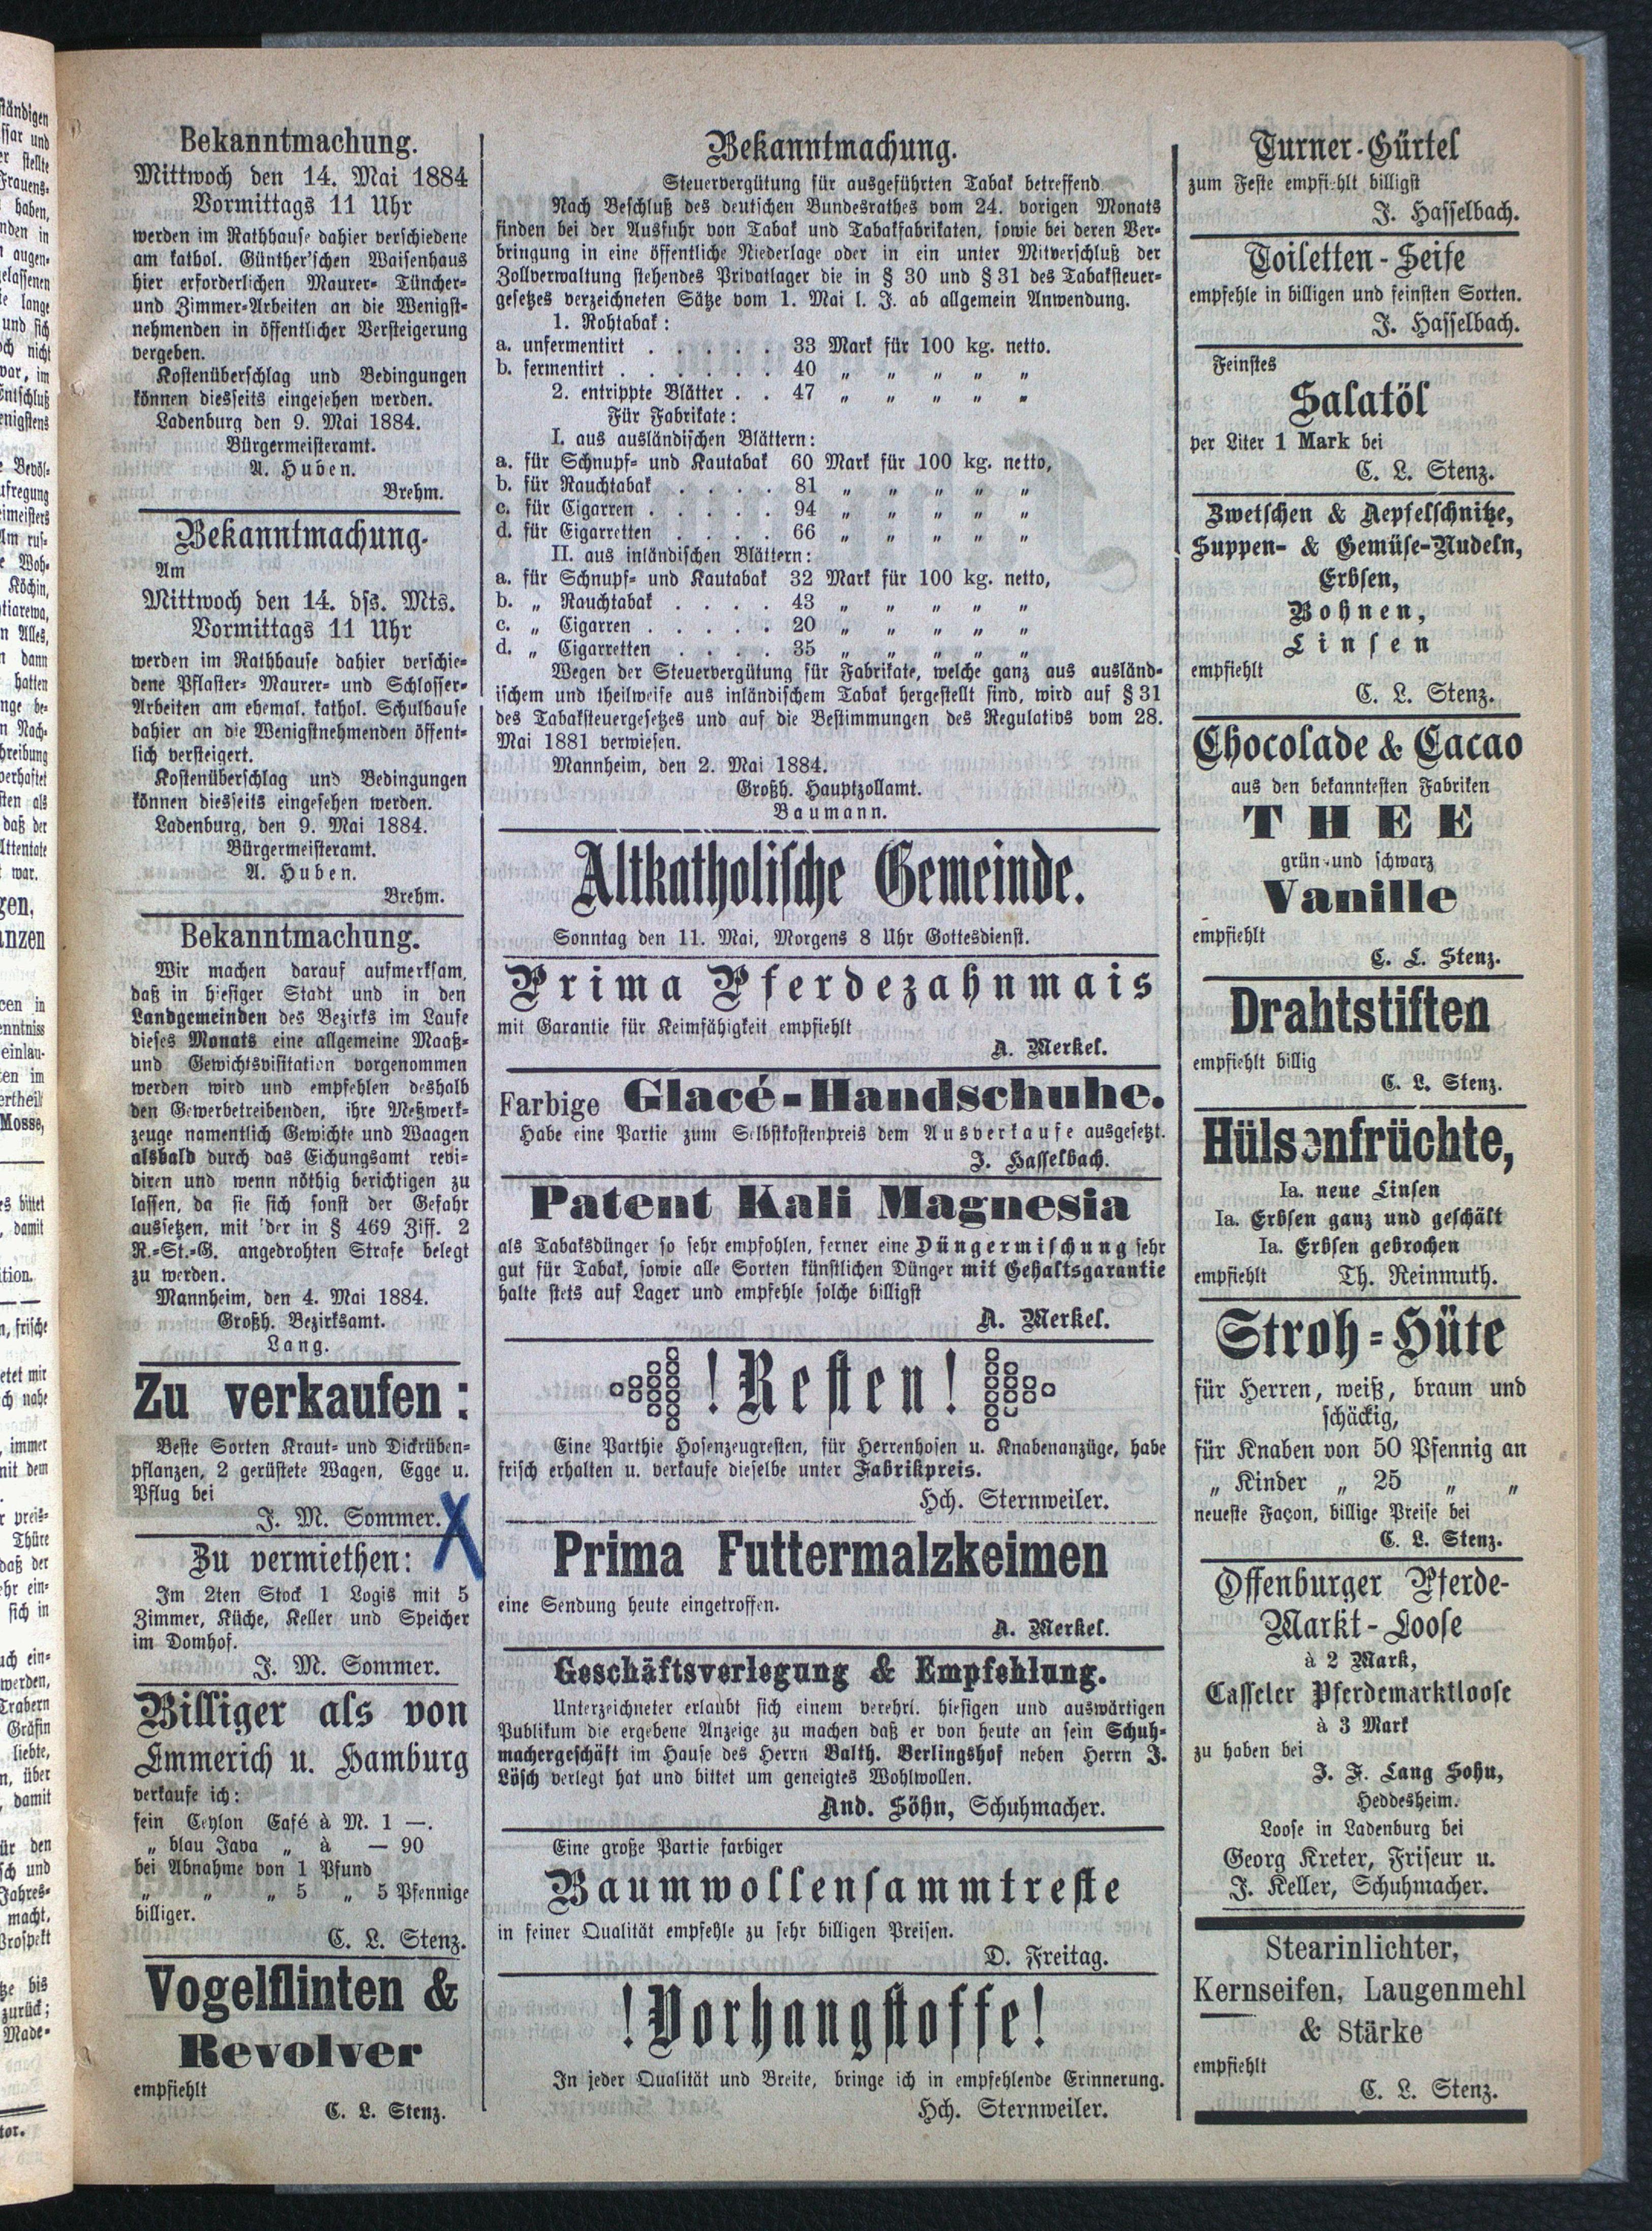 Bekanntmachung.
Mittwoch den 14. Mai 1884
Vormittags 11 Uhr
werden im Rathhause dahier verschiedene
am kathol. Günther'schen Waisenhaus
hier erforderlichen Maurer- Tüncher-
und Zimmer-Arbeiten an die Wenigst-
nehmenden in öffentlicher Versteigerung
vergeben.
Kostenüberschlag und Bedingungen
können diesseits eingesehen werden.
Ladenburg den 9. Mai 1884.
Bürgermeisteramt.
A. Huben.
Brehm.
Bekanntmachung.
Am
Mittwoch den 14. dss. Mts.
Vormittags 11 Uhr
werden im Rathhause dahier verschie-
dene Pflaster- Maurer- und Schlosser-
Arbeiten am ehemal. kathol. Schulhause
dahier an die Wenigstnehmenden öffent-
lich versteigert.
Kostenüberschlag und Bedingungen
können diesseits eingesehen werden.
Ladenburg, den 9. Mai 1884.
Bürgermeisteramt.
A. Huben.
Brehm.
Bekanntmachung.
Wir machen darauf aufmerksam,
daß in hiesiger Stadt und in den
Landgemeinden des Bezirks im Laufe
dieses Monats eine allgemeine Maaß-
und Gewichtsvisitation vorgenommen
werden wird und empfehlen deshalb
den Gewerbetreibenden, ihre Meßwerk-
zeuge namentlich Gewichte und Waagen
alsbald durch das Eichungsamt revi-
diren und wenn nöthig berichtigen zu
lassen, da sie sich sonst der Gefahr
aussetzen, mit der in § 469 Ziff. 2
R.-St.-G. angedrohten Strafe belegt
zu werden.
Mannheim, den 4. Mai 1884.
Großh. Bezirksamt.
Lang.
Zu verkaufen:
Beste Sorten Kraut- und Dickrüben-
pflanzen, 2 gerüstete Wagen, Egge u.
Pflug bei
J. M. Sommer.
Zu vermiethen:
Im 2ten Stock 1 Logis mit 5
Zimmer, Küche, Keller und Speicher
im Domhof.
J. M. Sommer.
Billiger als von
Emmerich u. Hamburg
verkaufe ich:
fein Ceylon Café à M. 1 —.
„ blau Java „ à — 90
bei Abnahme von 1 Pfund
„ „ „ 5 „ 5 Pfennige
billiger.
C. L. Stenz.
Vogelflinten &
Revolver
empfiehlt
C. L. Stenz.
Bekanntmachung.
Steuervergütung für ausgeführten Tabak betreffend.
Nach Beschluß des deutschen Bundesrathes vom 24. vorigen Monats
finden bei der Ausfuhr von Tabak und Tabakfabrikaten, sowie bei deren Ver-
bringung in eine öffentliche Niederlage oder in ein unter Mitverschluß der
Zollverwaltung stehendes Privatlager die in § 30 und § 31 des Tabaksteuer-
gesetzes verzeichneten Sätze vom 1. Mai l. J. ab allgemein Anwendung.
1. Rohtabak:
a. unfermentirt . . . . . 33 Mark für 100 kg. netto.
b. fermentirt . . . . . . 40 „ „ „ „ „
2. entrippte Blätter . . 47 „ „ „ „ „
Für Fabrikate:
I. aus ausländischen Blättern:
a. für Schnupf- und Kautabak 60 Mark für 100 kg. netto,
b. für Rauchtabak . . . . 81 „ „ „ „ „
c. für Cigarren . . . . . 94 „ „ „ „ „
d. für Cigarretten . . . . 66 „ „ „ „ „
II. aus inländischen Blättern:
a. für Schnupf- und Kautabak 32 Mark für 100 kg. netto,
b. „ Rauchtabak . . . . 43 „ „ „ „ „
c. „ Cigarren . . . . . 20 „ „ „ „ „
d. „ Cigarretten . . . . 35 „ „ „ „ „
Wegen der Steuervergütung für Fabrikate, welche ganz aus ausländ-
ischem und theilweise aus inländischem Tabak hergestellt sind, wird auf § 31
des Tabaksteuergesetzes und auf die Bestimmungen des Regulativs vom 28.
Mai 1881 verwiesen.
Mannheim, den 2. Mai 1884.
Großh. Hauptzollamt.
Baumann.
Altkatholische Gemeinde.
Sonntag den 11. Mai, Morgens 8 Uhr Gottesdienst.
Prima Pferdezahnmais
mit Garantie für Keimfähigkeit empfiehlt
A. Merkel.
Farbige Glacé-Handschuhe.
Habe eine Partie zum Selbstkostenpreis dem Ausverkaufe ausgesetzt.
J. Hasselbach.
Patent Kali Magnesia
als Tabaksdünger so sehr empfohlen, ferner eine Düngermischung sehr
gut für Tabak, sowie alle Sorten künstlichen Dünger mit Gehaltsgarantie
halte stets auf Lager und empfehle solche billigst
A. Merkel.
!Resten!
Eine Parthie Hosenzeugresten, für Herrenhosen u. Knabenanzüge, habe
frisch erhalten u. verkaufe dieselbe unter Fabrikpreis.
Hch. Sternweiler.
Prima Futtermalzkeimen
eine Sendung heute eingetroffen.
A. Merkel.
Geschäftsverlegung & Empfehlung.
Unterzeichneter erlaubt sich einem verehrl. hiesigen und auswärtigen
Publikum die ergebene Anzeige zu machen daß er von heute an sein Schuh-
machergeschäft im Hause des Herrn Balth. Berlingshof neben Herrn J.
Lösch verlegt hat und bittet um geneigtes Wohlwollen.
And. Söhn, Schuhmacher.
Eine große Partie farbiger
Baumwollensammtreste
in feiner Qualität empfehle zu sehr billigen Preisen.
D. Freitag.
!Vorhangstoffe!
In jeder Qualität und Breite, bringe ich in empfehlende Erinnerung.
Hch. Sternweiler.
Turner-Gürtel
zum Feste empfiehlt billigst
J. Hasselbach.
Toiletten-Seife
empfehle in billigen und feinsten Sorten.
J. Hasselbach.
Feinstes
Salatöl
per Liter 1 Mark bei
C. L. Stenz.
Zwetschen & Aepfelschnitze,
Suppen- & Gemüse-Nudeln,
Erbsen,
Bohnen,
Linsen
empfiehlt
C. L. Stenz.
Chocolade & Cacao
aus den bekanntesten Fabriken
THEE
grün und schwarz
Vanille
empfiehlt
C. L. Stenz.
Drahtstiften
empfiehlt billig
C. L. Stenz.
Hülsenfrüchte,
Ia. neue Linsen
Ia. Erbsen ganz und geschält
Ia. Erbsen gebrochen
empfiehlt Th. Reinmuth.
Stroh-Hüte
für Herren, weiß, braun und
schäckig,
für Knaben von 50 Pfennig an
„ Kinder „ 25 „ „
neueste Façon, billige Preise bei
C. L. Stenz.
Offenburger Pferde-
Markt-Loose
à 2 Mark,
Casseler Pferdemarktloose
à 3 Mark
zu haben bei
J. F. Lang Sohn,
Heddesheim.
Loose in Ladenburg bei
Georg Kreter, Friseur u.
J. Keller, Schuhmacher.
Stearinlichter,
Kernseifen, Laugenmehl
& Stärke
empfiehlt
C. L. Stenz.